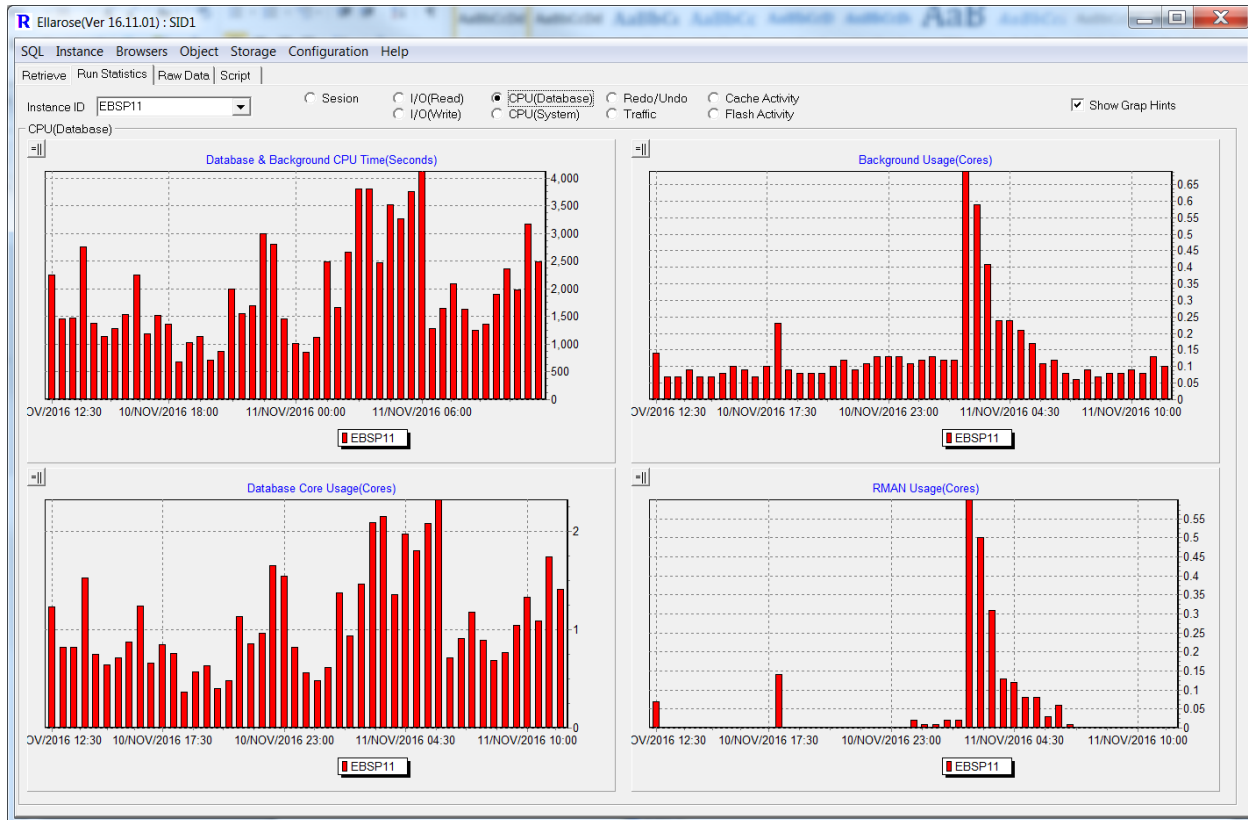 R Ellarose(Ver 16.11.01) : SID1
SQL Instance Browsers Object Storage Configuration Help
Retrieve Run Statistics Raw Data Script
Instance ID EBSP11
Sesion I/O(Read) CPU(Database) Redo/Undo Cache Activity
I/O(Write) CPU(System) Traffic Flash Activity
Show Grap Hints
CPU(Database)
=||
Database & Background CPU Time(Seconds)
4,000
3,500
3,000
2,500
2,000
1,500
1,000
500
0
OV/2016 12:30 10/NOV/2016 18:00 11/NOV/2016 00:00 11/NOV/2016 06:00
EBSP11
=||
Background Usage(Cores)
0.65
0.6
0.55
0.5
0.45
0.4
0.35
0.3
0.25
0.2
0.15
0.1
0.05
0
OV/2016 12:30 10/NOV/2016 17:30 10/NOV/2016 23:00 11/NOV/2016 04:30 11/NOV/2016 10:00
EBSP11
=||
Database Core Usage(Cores)
2
1
0
OV/2016 12:30 10/NOV/2016 17:30 10/NOV/2016 23:00 11/NOV/2016 04:30 11/NOV/2016 10:00
EBSP11
=||
RMAN Usage(Cores)
0.55
0.5
0.45
0.4
0.35
0.3
0.25
0.2
0.15
0.1
0.05
0
OV/2016 12:30 10/NOV/2016 17:30 10/NOV/2016 23:00 11/NOV/2016 04:30 11/NOV/2016 10:00
EBSP11